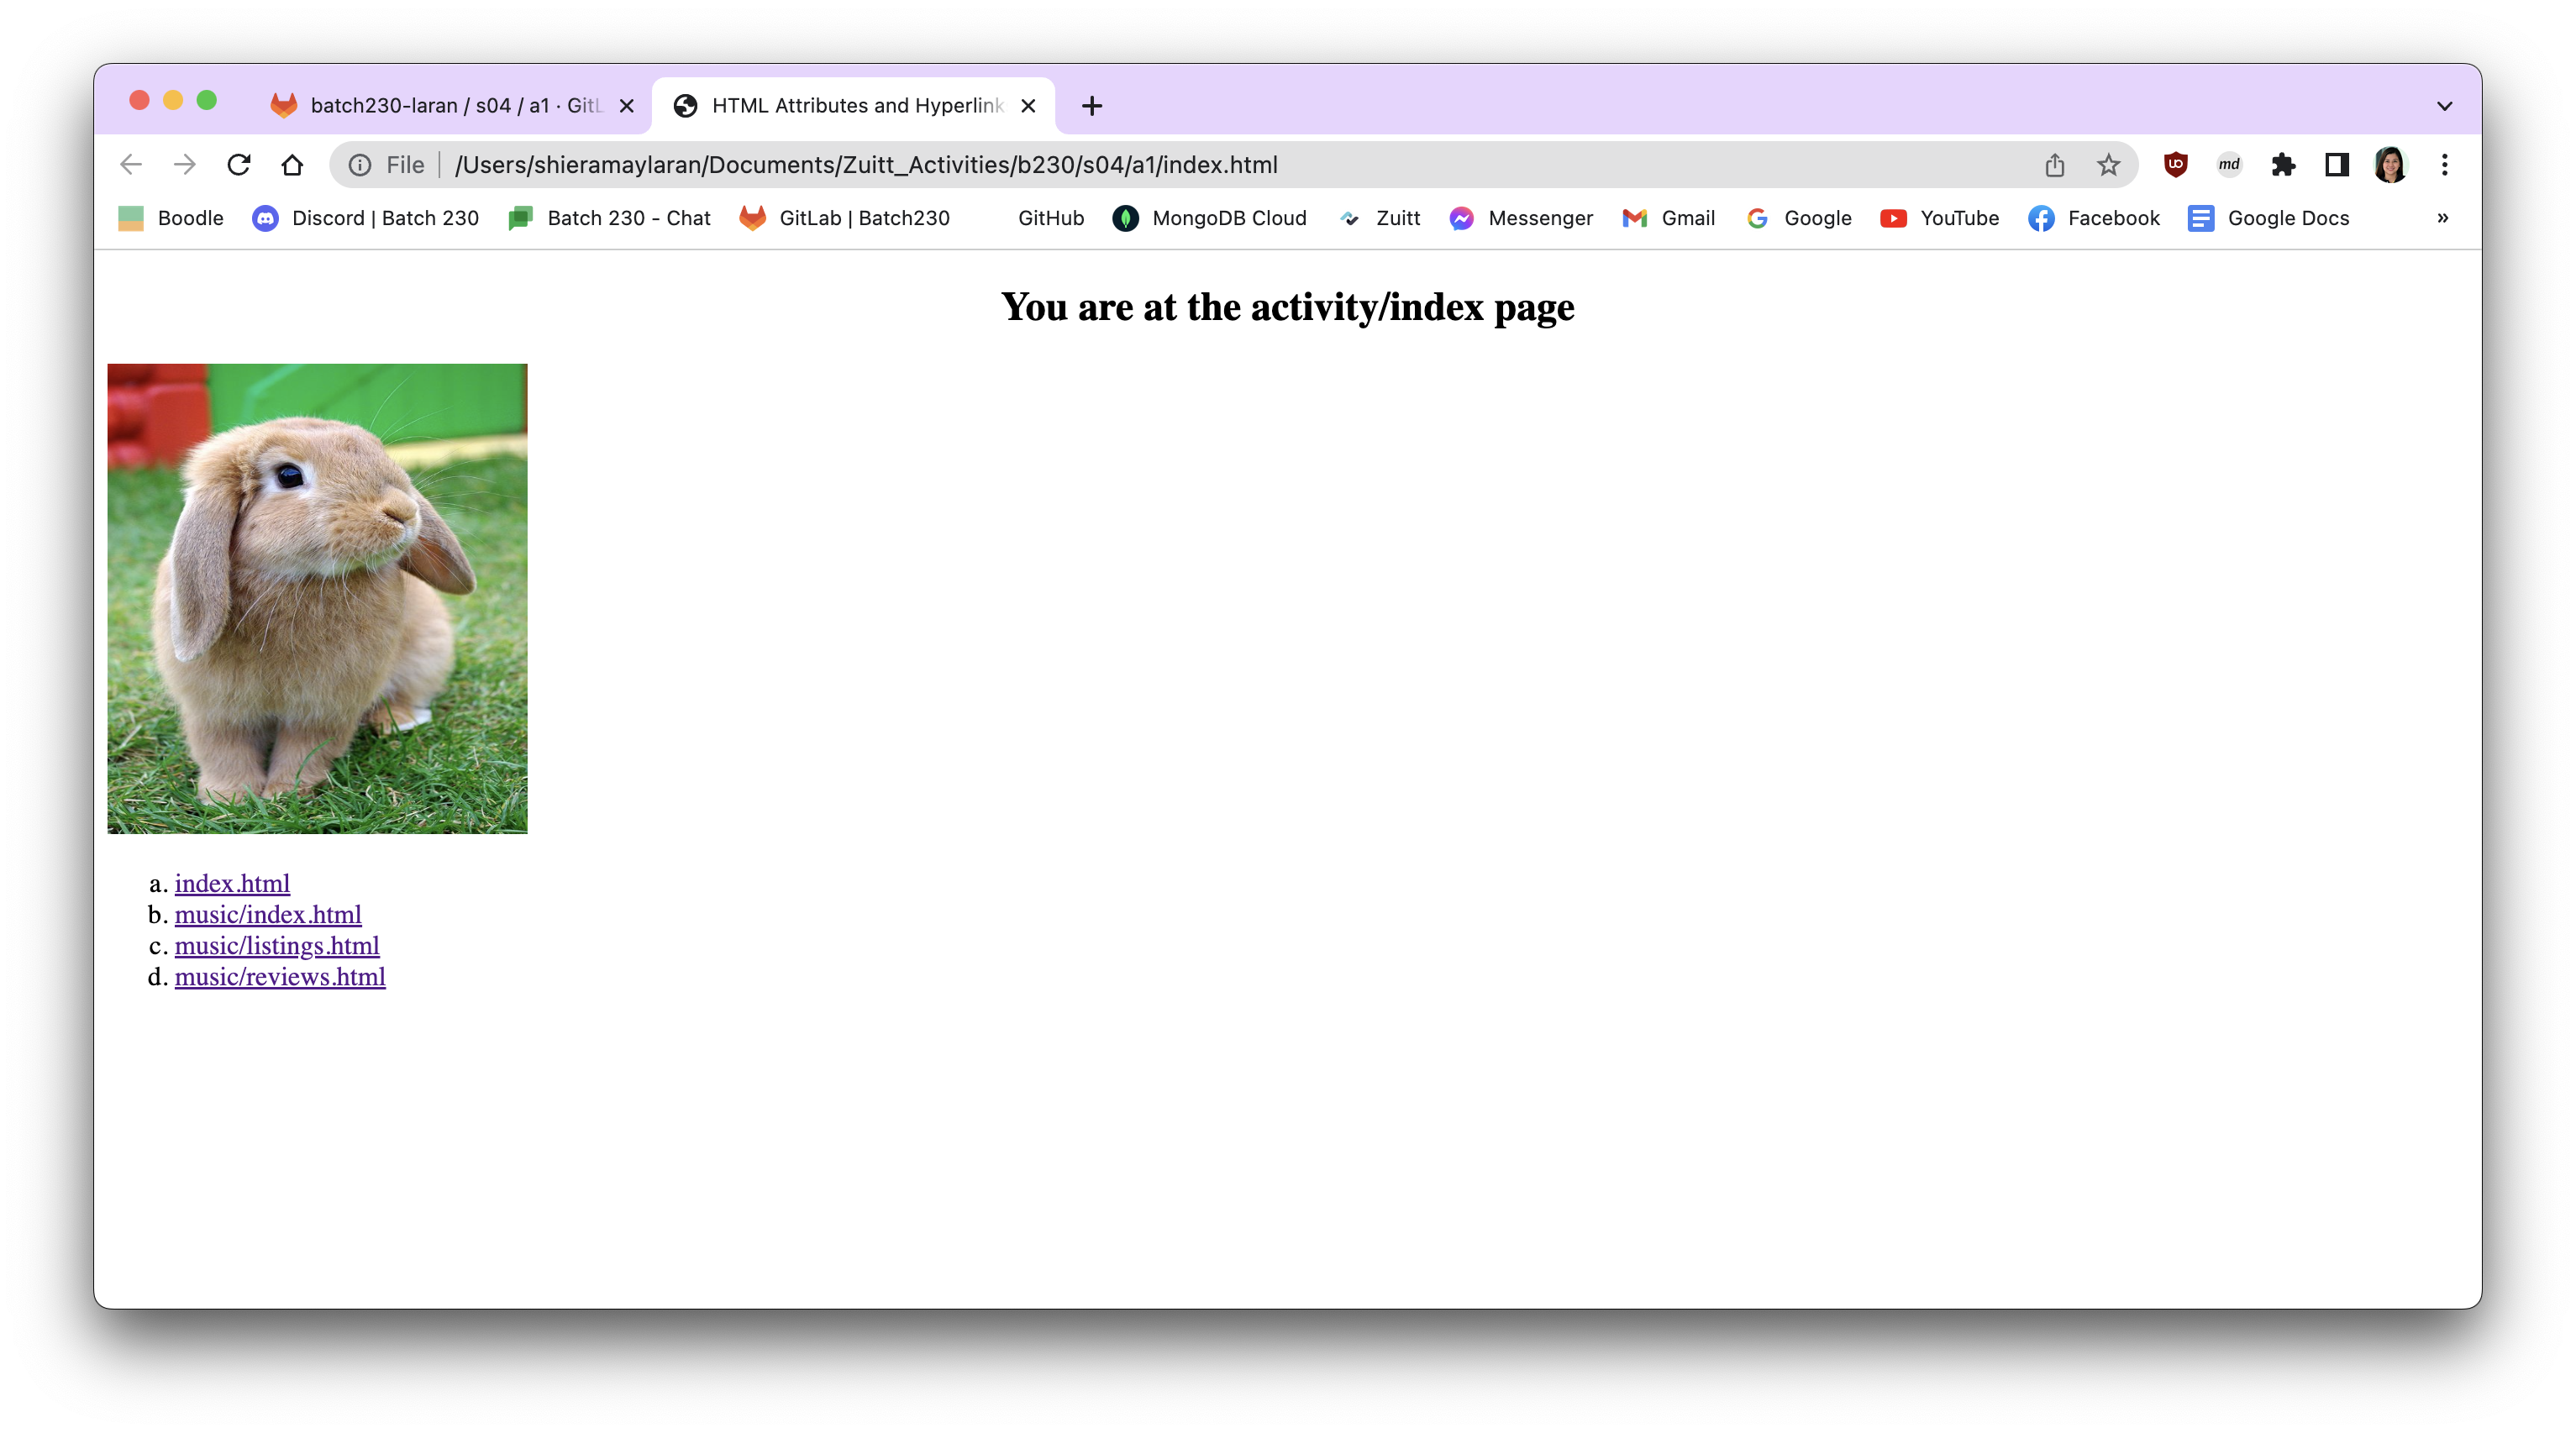 batch230-laran / s04 / a1 · GitL
HTML Attributes and Hyperlink
File /Users/shieramaylaran/Documents/Zuitt_Activities/b230/s04/a1/index.html
md
Boodle Discord | Batch 230 Batch 230 - Chat GitLab | Batch230 GitHub MongoDB Cloud Zuitt Messenger Gmail Google YouTube Facebook Google Docs »
You are at the activity/index page
a. index.html
b. music/index.html
c. music/listings.html
d. music/reviews.html